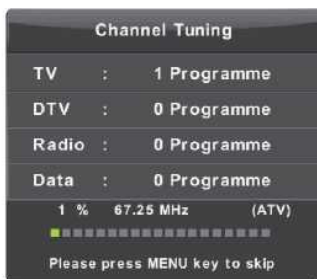 Channel Tuning
TV : 1 Programme
DTV : 0 Programme
Radio : 0 Programme
Data : 0 Programme
1 % 67.25 MHz (ATV)
Please press MENU key to skip